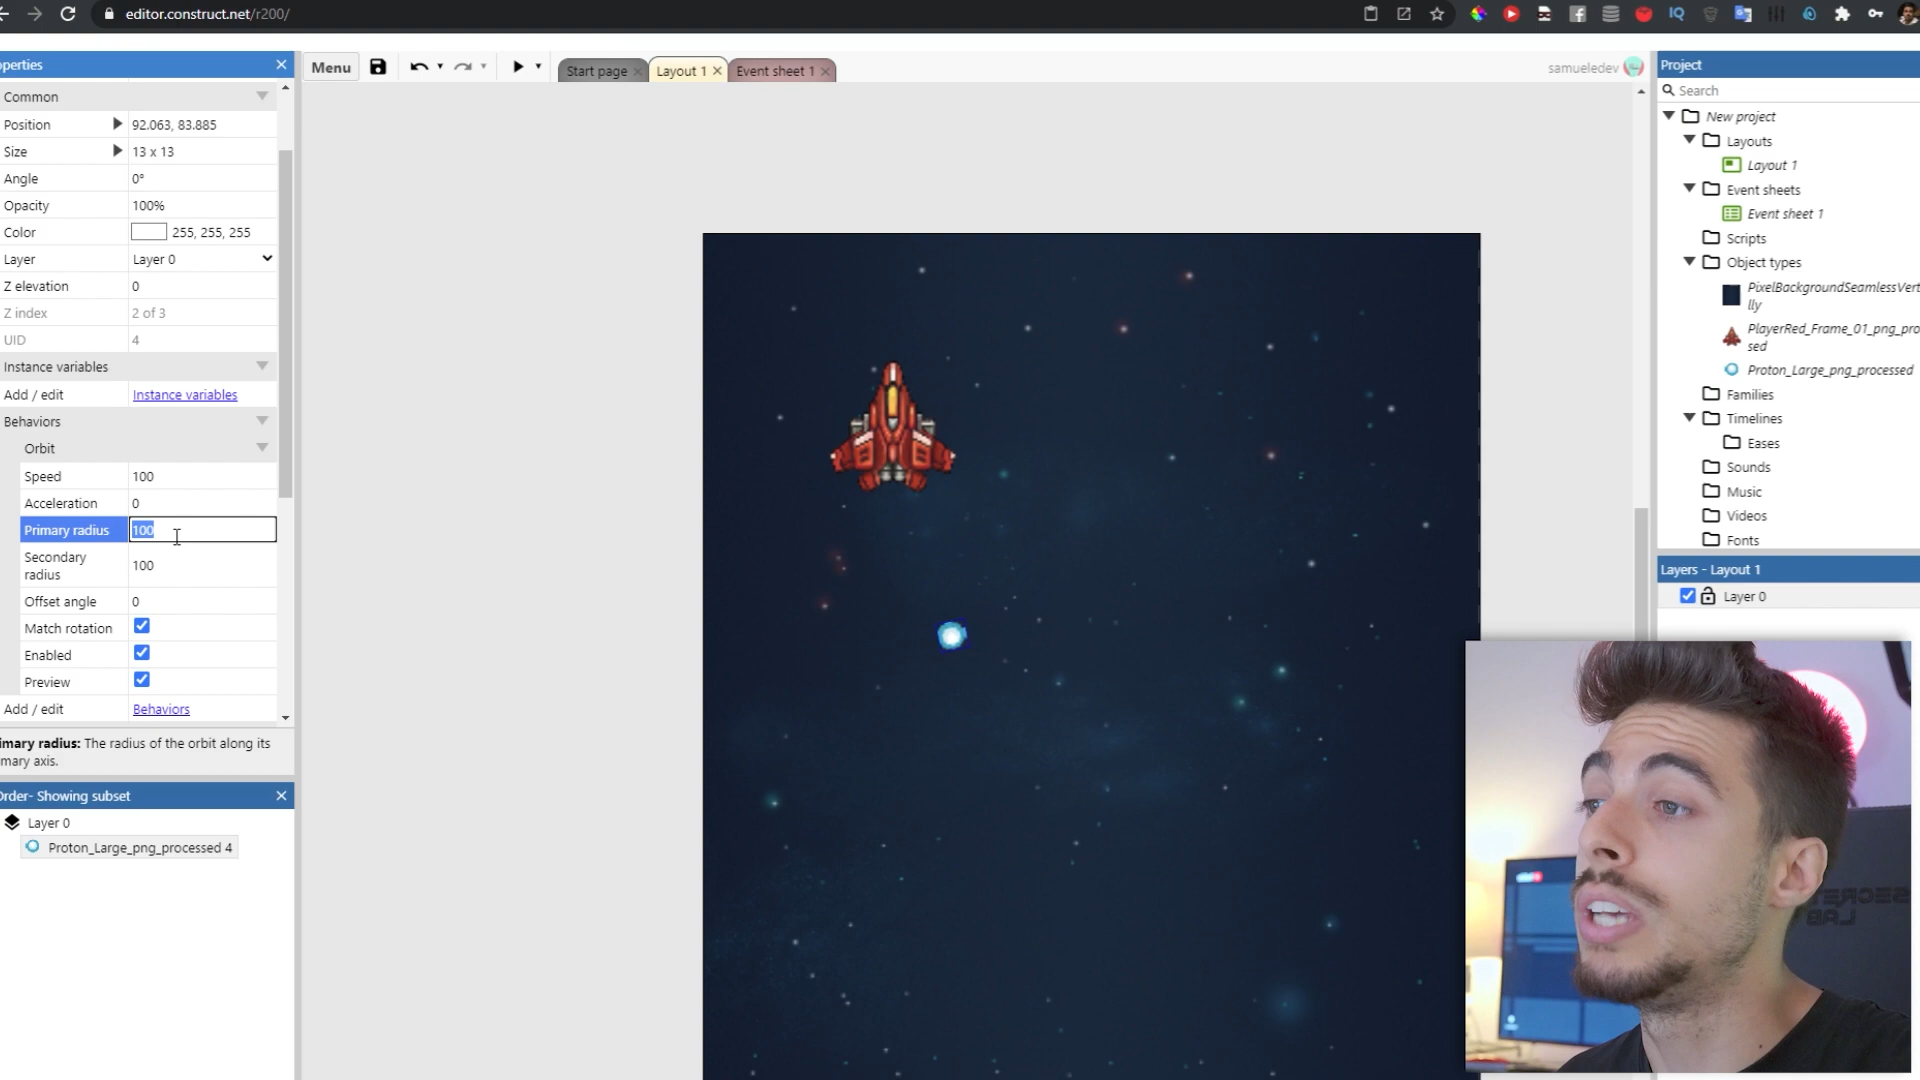 editor.construct.net/r200/
operties
Common
Position 92.063, 83.885
Size 13 x 13
Angle 0°
Opacity 100%
Color 255, 255, 255
Layer Layer 0
Z elevation 0
Z index 2 of 3
UID 4
Instance variables
Add / edit Instance variables
Behaviors
Orbit
Speed 100
Acceleration 0
Primary radius 100
Secondary
radius 100
Offset angle 0
Match rotation
Enabled
Preview
Add / edit Behaviors
imary radius: The radius of the orbit along its
mary axis.
Order- Showing subset
Layer 0
Proton_Large_png_processed 4
Menu
Start page
Layout 1
Event sheet 1
samueledev
Project
Search
New project
Layouts
Layout 1
Event sheets
Event sheet 1
Scripts
Object types
PixelBackgroundSeamlessVert
lly
PlayerRed_Frame_01_png_pro
sed
Proton_Large_png_processed
Families
Timelines
Eases
Sounds
Music
Videos
Fonts
Layers - Layout 1
Layer 0
IQ
SECRET
LAB